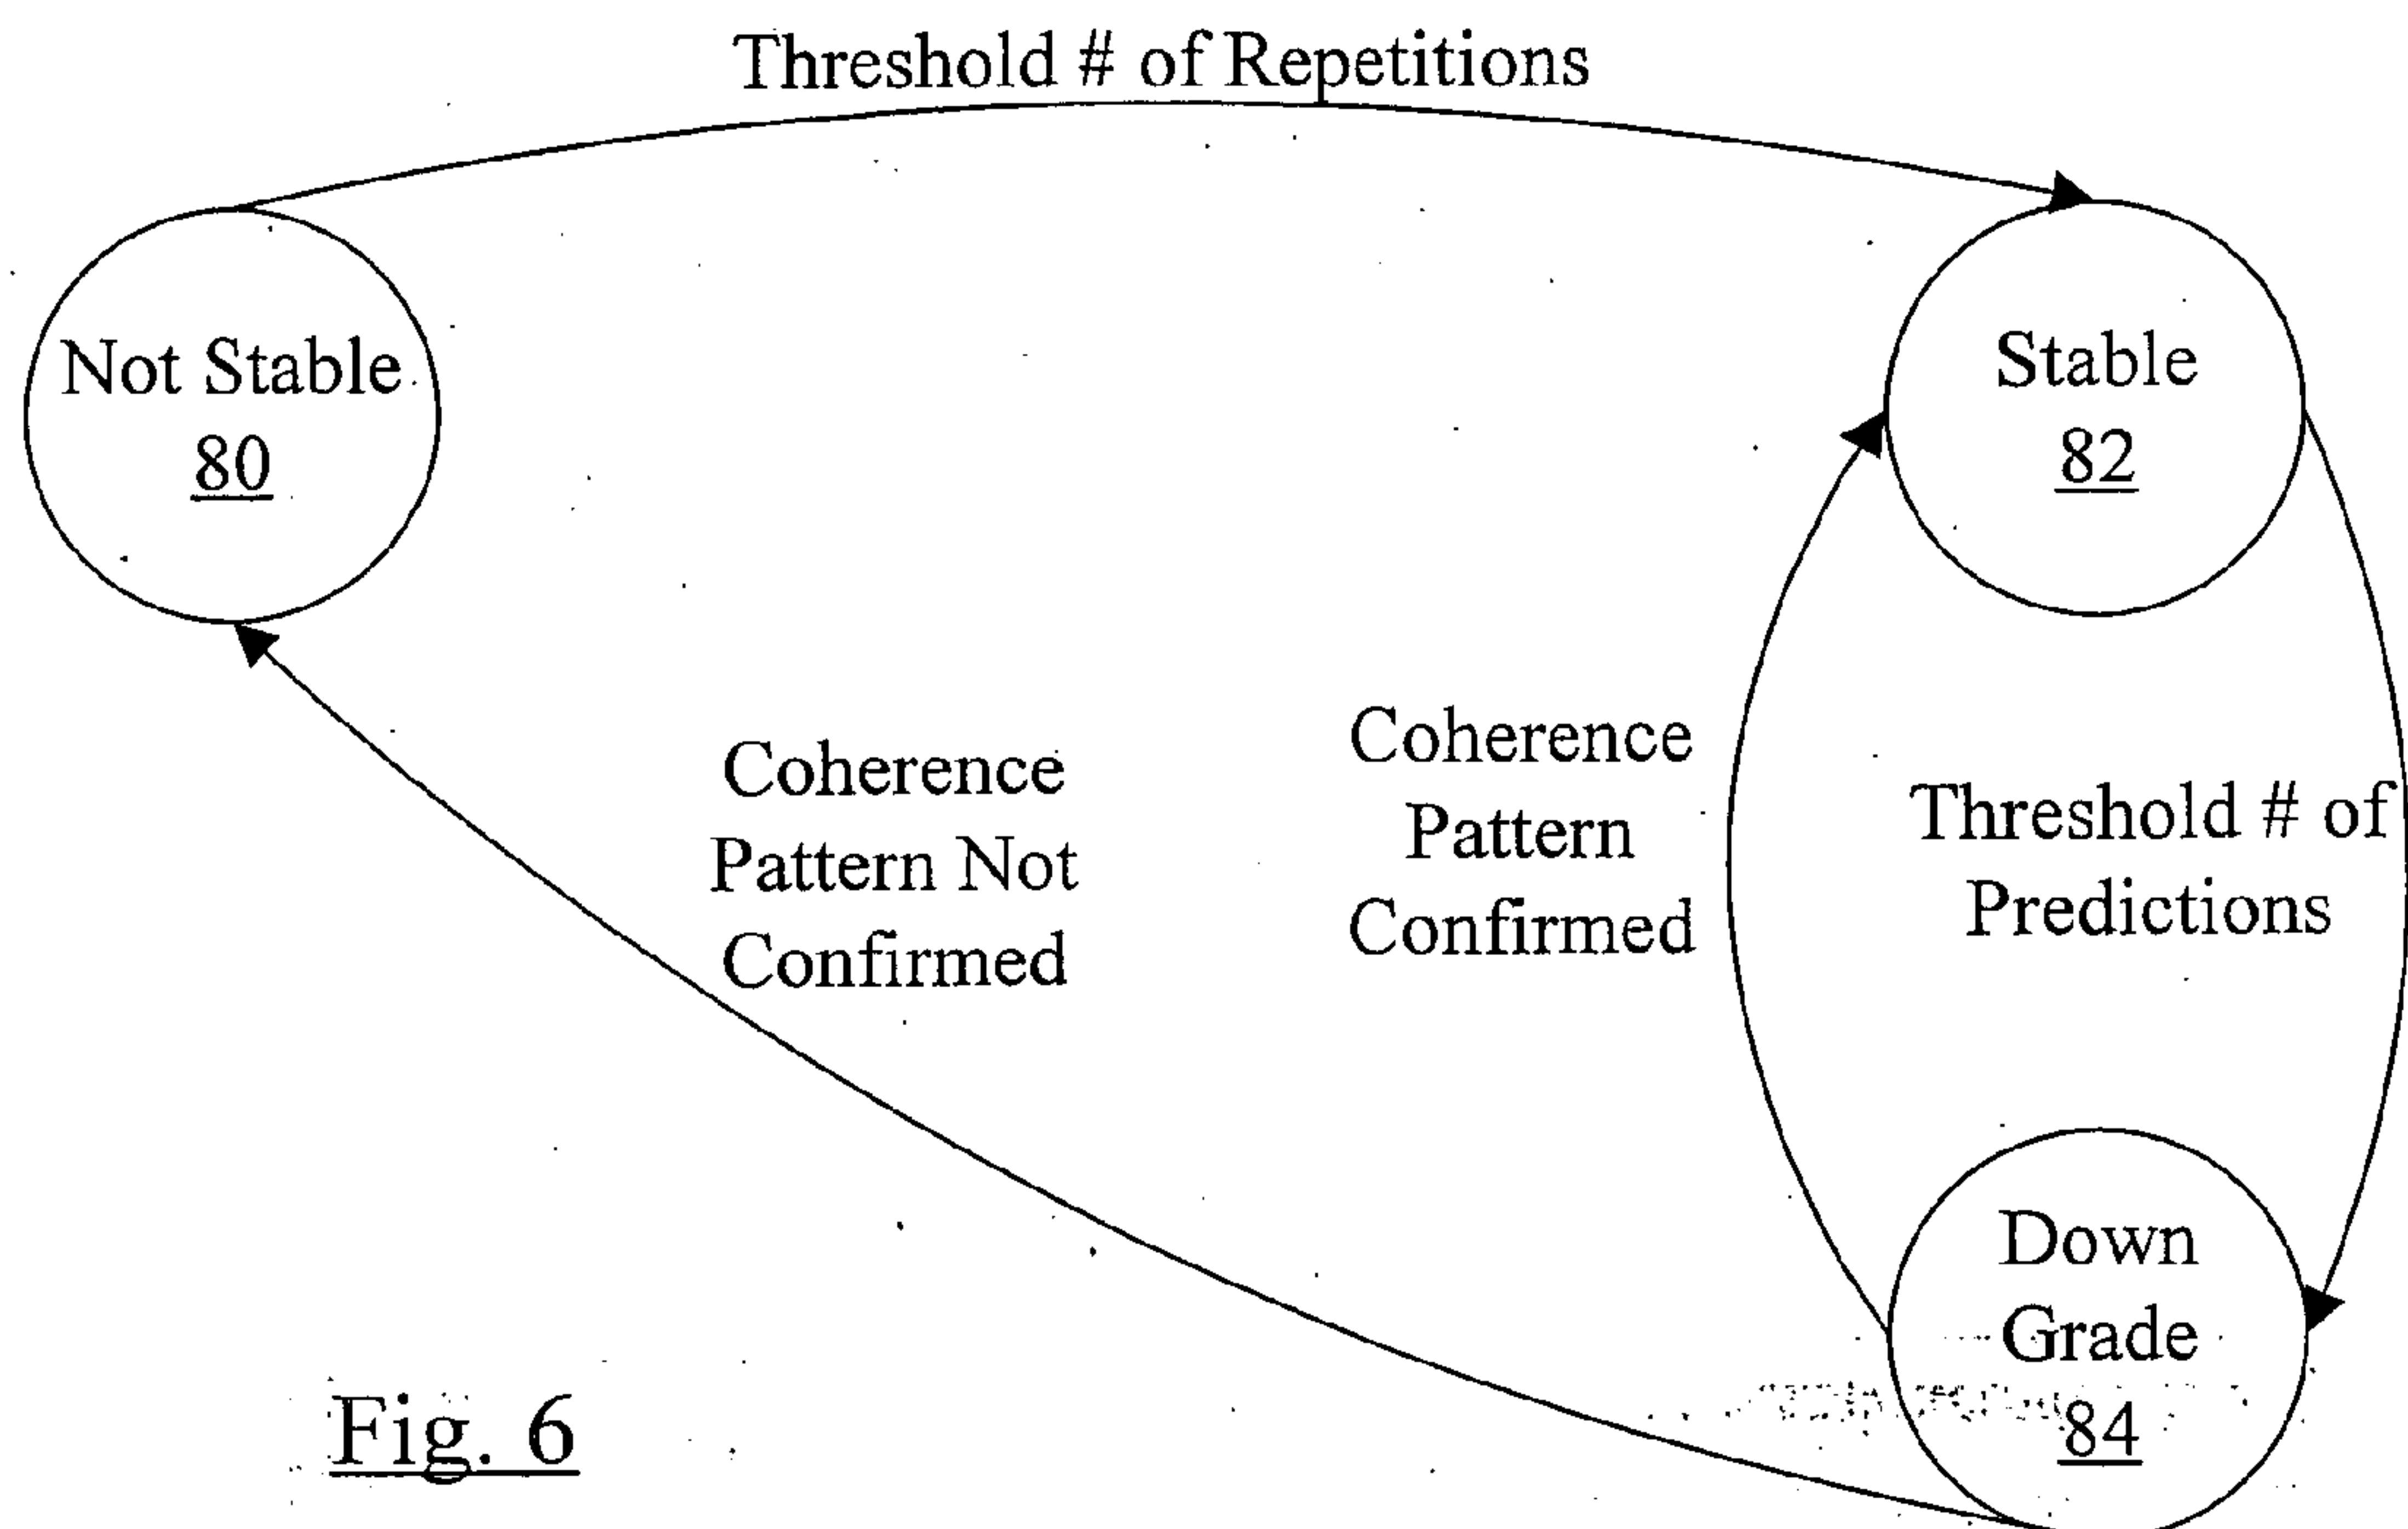 Threshold # of Repetitions
Not Stable
80
Stable
82
Coherence
Pattern Not
Confirmed
Coherence
Pattern
Confirmed
Threshold # of
Predictions
Down
Grade
84
Fig. 6